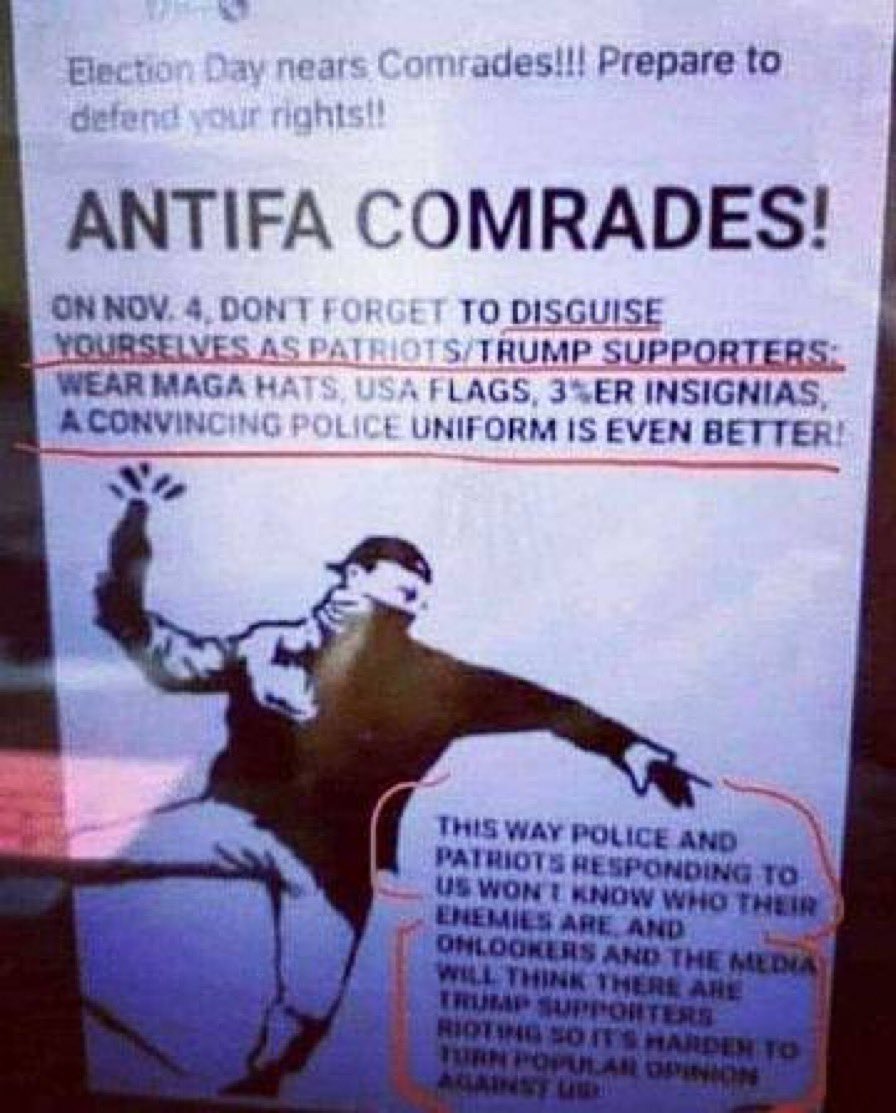 Election Day nears Comrades!!! Prepare to
defend your rights!!
ANTIFA COMRADES!
ON NOV. 4, DON'T FORGET TO DISGUISE
YOURSELVES AS PATRIOTS/TRUMP SUPPORTERS:
WEAR MAGA HATS, USA FLAGS, 3%ER INSIGNIAS,
A CONVINCING POLICE UNIFORM IS EVEN BETTER!
THIS WAY POLICE AND
PATRIOTS RESPONDING TO
US WON'T KNOW WHO THEIR
ENEMIES ARE, AND
ONLOOKERS AND THE MEDIA
WILL THINK THERE ARE
TRUMP SUPPORTERS
RIOTING SO IT'S HARDER TO
TURN POPULAR OPINION
AGAINST US!